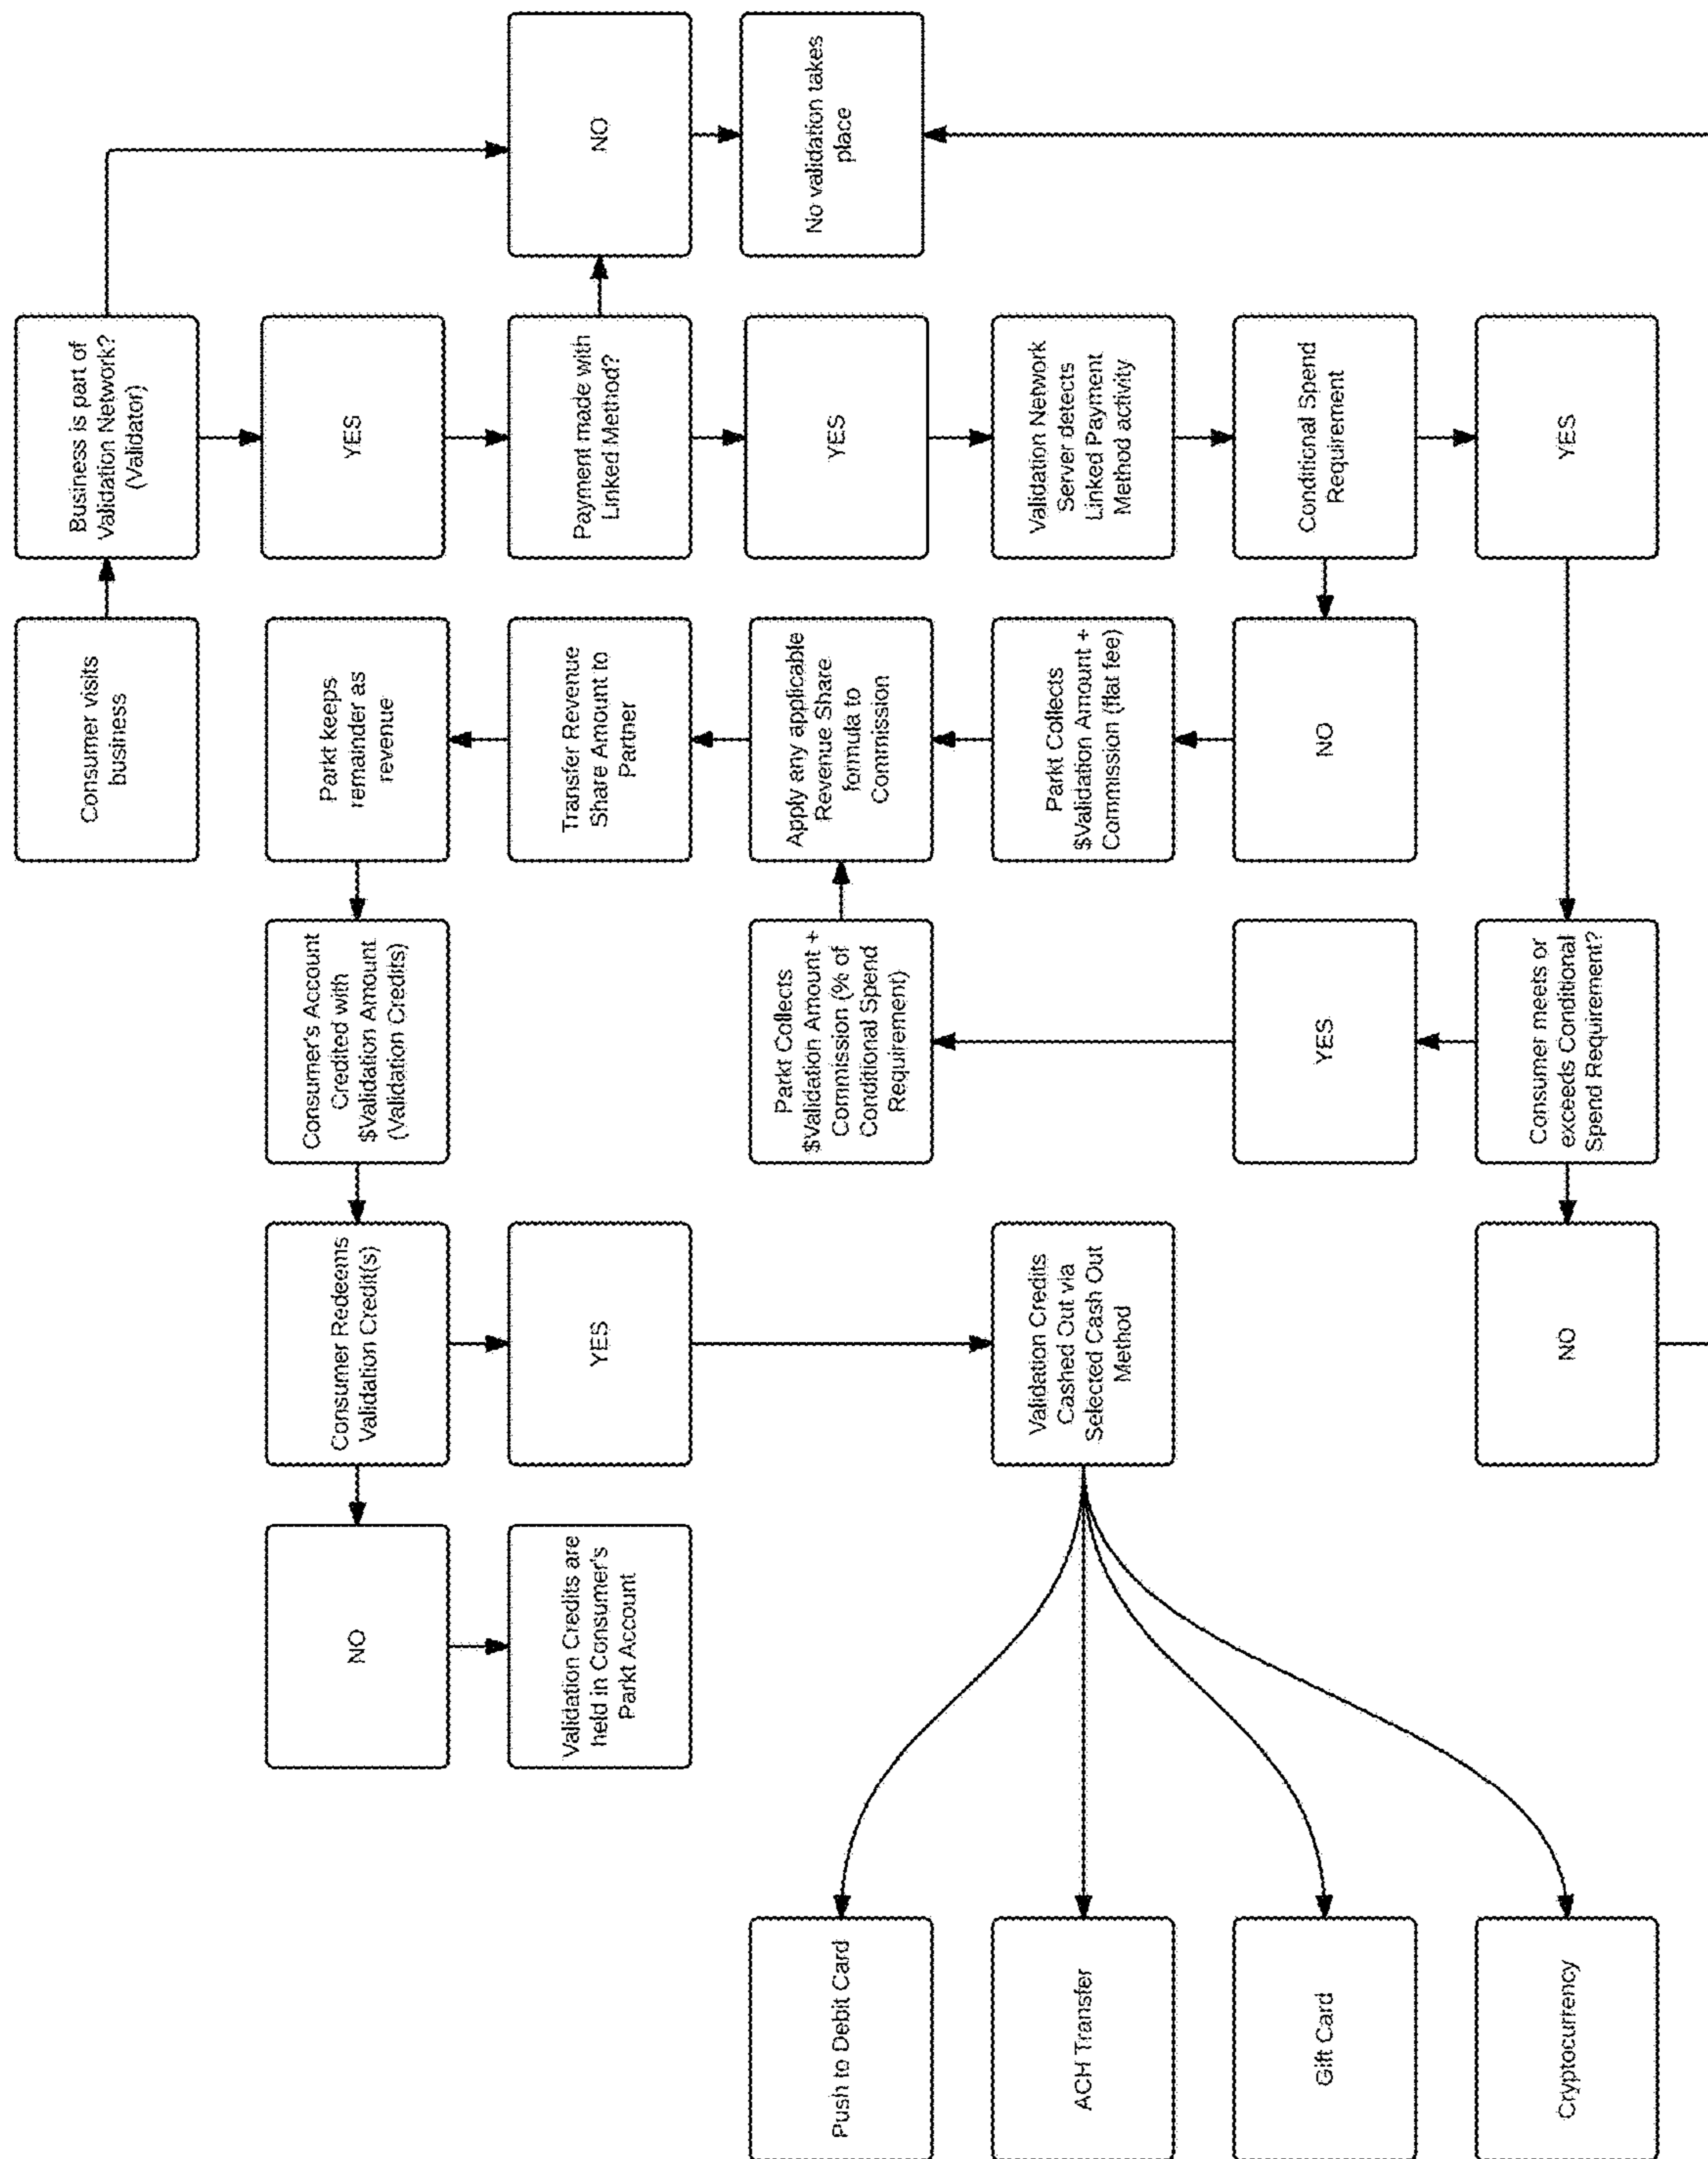 Consumer visits
business
Business is part of
Validation Network?
(Validator)
YES
Payment made with
Linked Method?
NO
No validation takes
place
YES
Validation Network
Server detects
Linked Payment
Method activity
Conditional Spend
Requirement
YES
NO
Parkt Collects
$Validation Amount +
Commission (flat fee)
Apply any applicable
Revenue Share
formula to
Commission
Transfer Revenue
Share Amount to
Partner
Parkt keeps
remainder as
revenue
Consumer meets or
exceeds Conditional
Spend Requirement?
YES
Parkt Collects
$Validation Amount +
Commission (% of
Conditional Spend
Requirement)
NO
Consumer's Account
Credited with
$Validation Amount
(Validation Credits)
Consumer Redeems
Validation Credit(s)
YES
Validation Credits
Cashed Out via
Selected Cash Out
Method
NO
Validation Credits are
held in Consumer's
Parkt Account
Push to Debit Card
ACH Transfer
Gift Card
Cryptocurrency